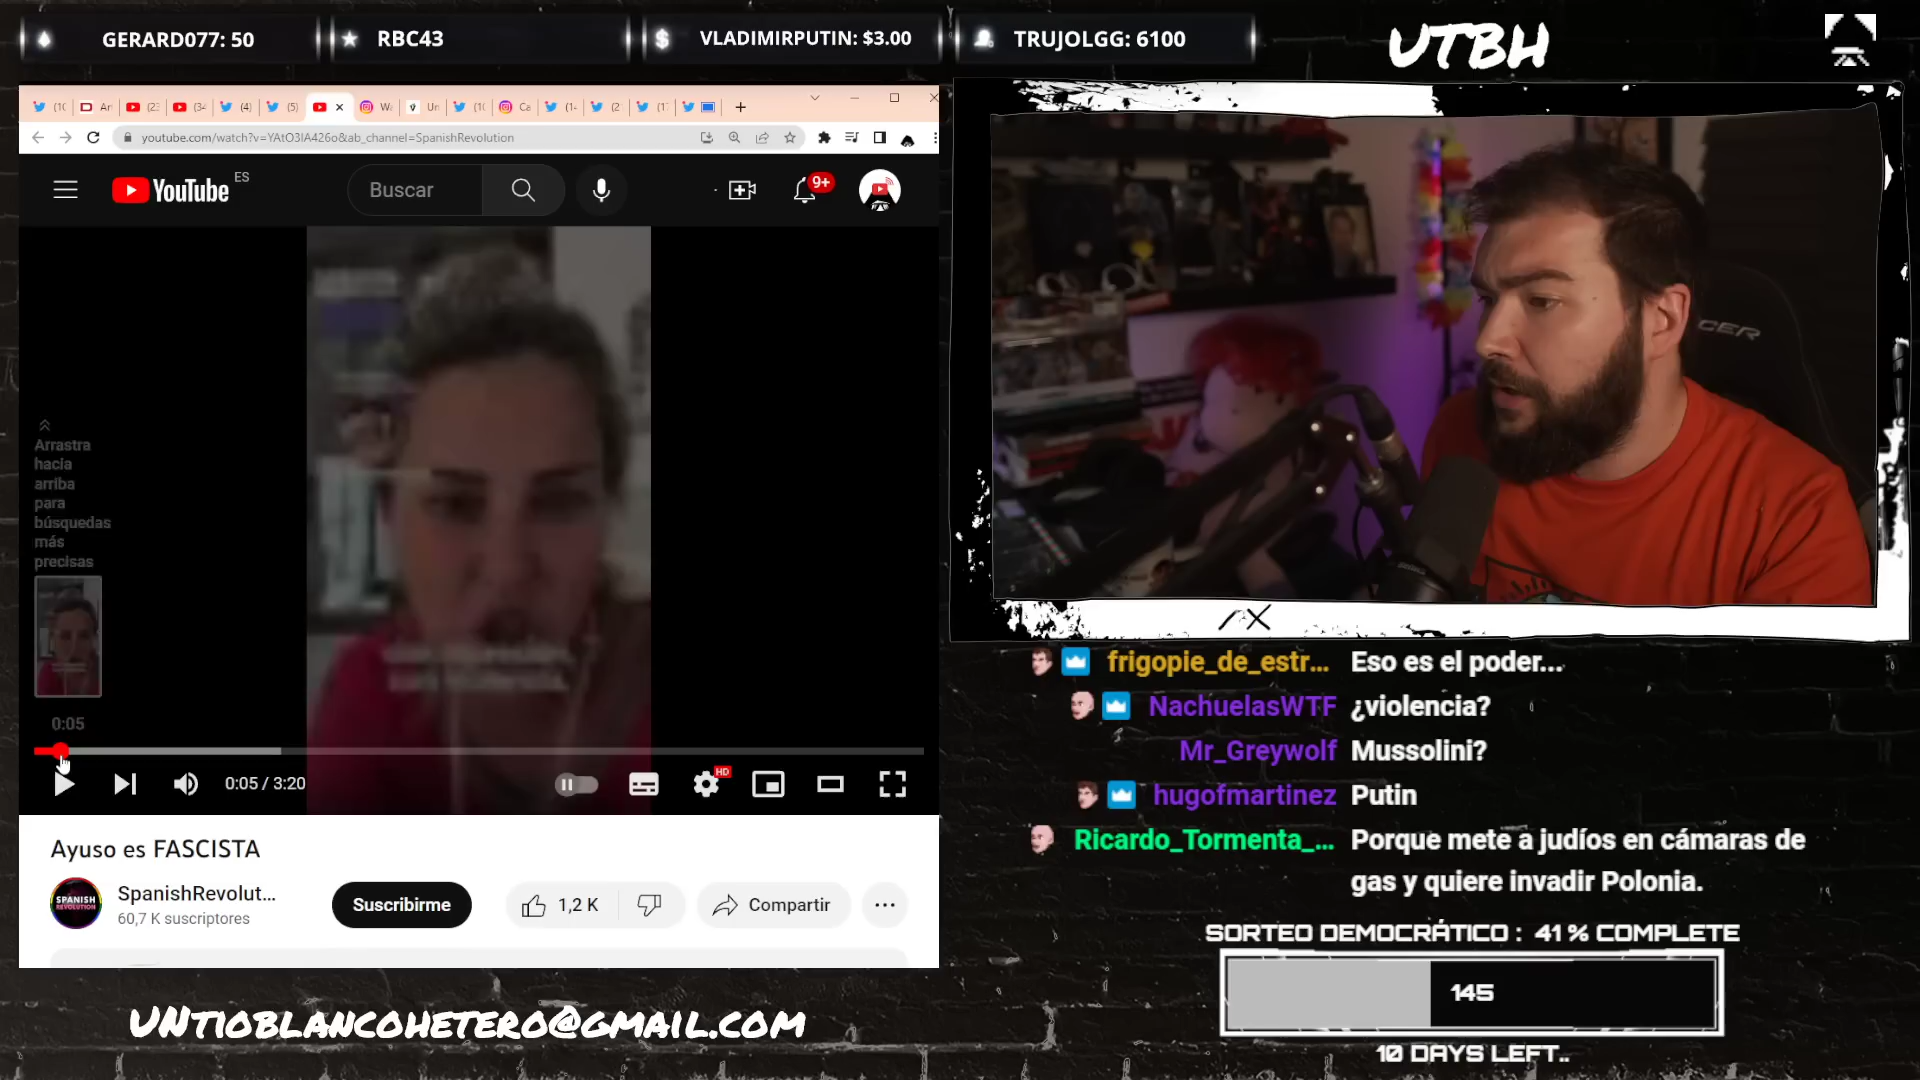 GERARD077: 50
RBC43
VLADIMIRPUTIN: $3.00
TRUJOLGG: 6100
UTBH
youtube.com/watch?v=YAtO3IA426o&ab_channel=SpanishRevolution
YouTube ES
Buscar
9+
Arrastra
hacia
arriba
para
búsquedas
más
precisas
0:05
0:05 / 3:20
HD
Ayuso es FASCISTA
SPANISH
REVOLUTION
SpanishRevolut...
60,7 K suscriptores
Suscribirme
1,2 K
Compartir
UNTIOBLANCOHETERO@GMAIL.COM
CER
frigopie_de_estr... Eso es el poder...
NachuelasWTF ¿violencia?
Mr_Greywolf Mussolini?
hugofmartinez Putin
Ricardo_Tormenta_... Porque mete a judíos en cámaras de
gas y quiere invadir Polonia.
SORTEO DEMOCRÁTICO : 41 % COMPLETE
145
10 DAYS LEFT..